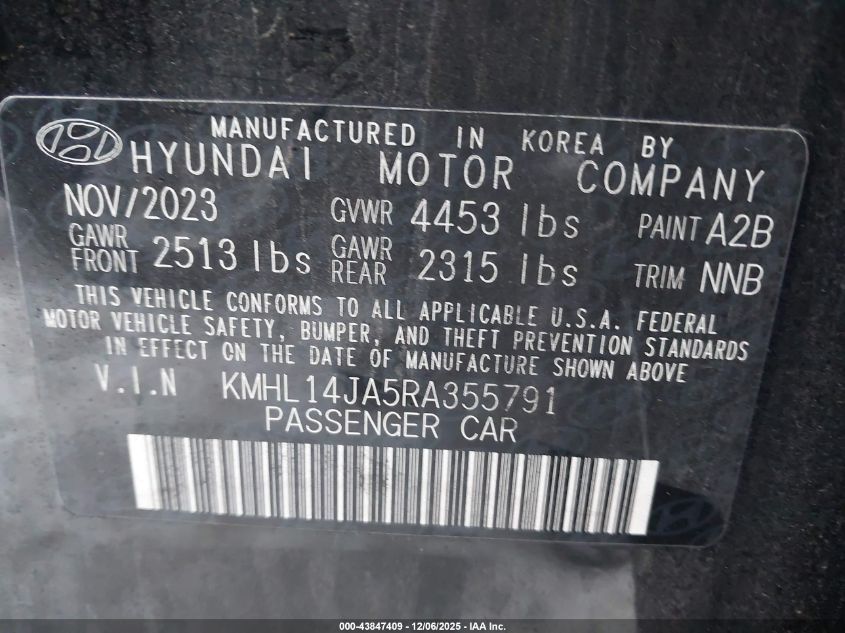 MANUFACTURED IN KOREA BY
HYUNDAI MOTOR COMPANY
NOV/2023 GVWR 4453 lbs PAINT A2B
GAWR FRONT 2513 lbs GAWR REAR 2315 lbs TRIM NNB
THIS VEHICLE CONFORMS TO ALL APPLICABLE U.S.A. FEDERAL
MOTOR VEHICLE SAFETY, BUMPER, AND THEFT PREVENTION STANDARDS
IN EFFECT ON THE DATE OF MANUFACTURE SHOWN ABOVE
V.I.N KMHL14JA5RA355791
PASSENGER CAR
000-43847409 - 12/06/2025 - IAA Inc.